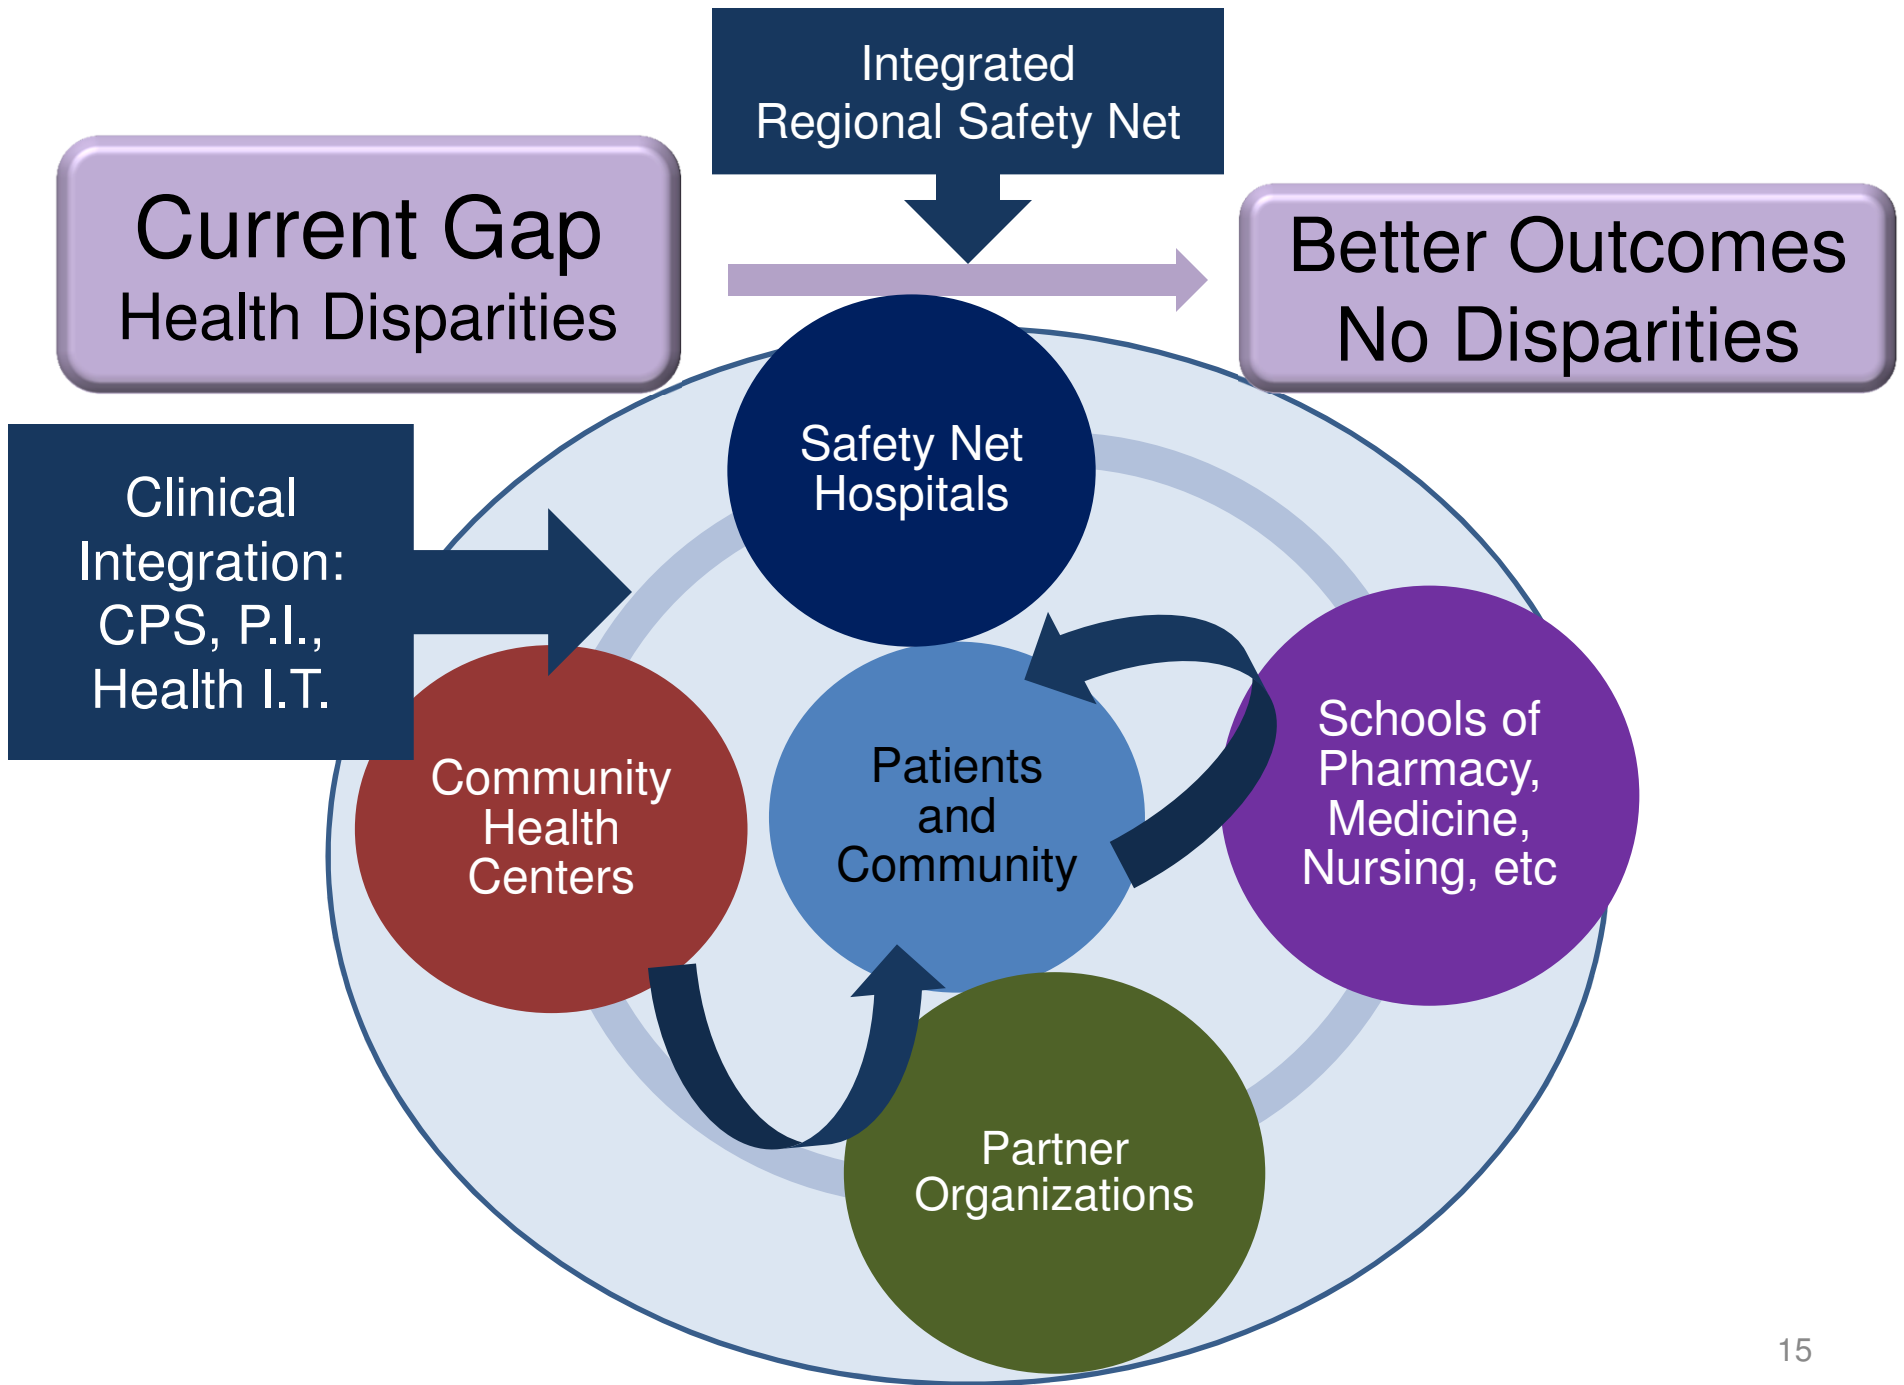 Integrated
Regional Safety Net
Current Gap
Health Disparities
Better Outcomes
No Disparities
Clinical
Integration:
CPS, P.I.,
Health I.T.
Safety Net
Hospitals
Community
Health
Centers
Patients
and
Community
Schools of
Pharmacy,
Medicine,
Nursing, etc
Partner
Organizations
15